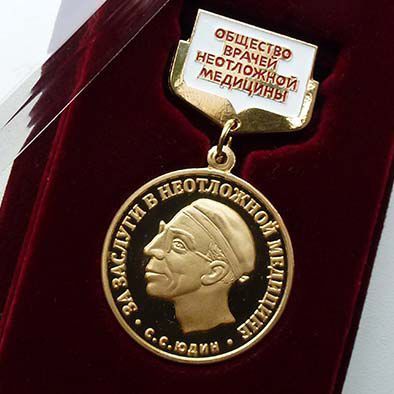 ОБЩЕСТВО
ВРАЧЕЙ
НЕОТЛОЖНОЙ
МЕДИЦИНЫ
ЗА ЗАСЛУГИ В НЕОТЛОЖНОЙ МЕДИЦИНЕ
• С.С. ЮДИН •